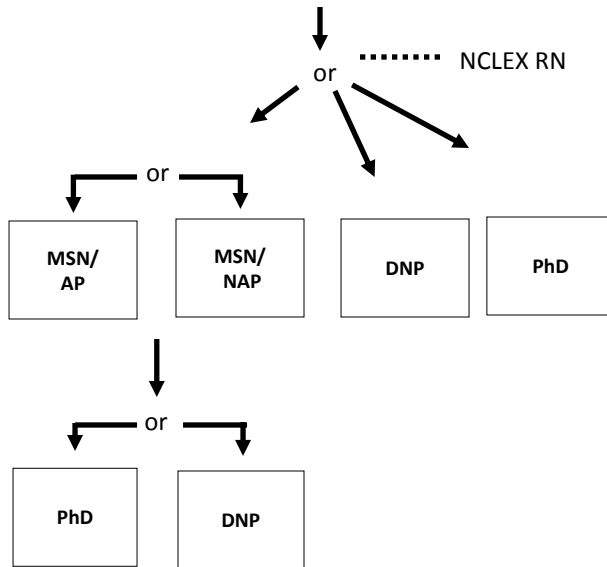 or
NCLEX RN
or
MSN/
AP
MSN/
NAP
DNP
PhD
or
PhD
DNP